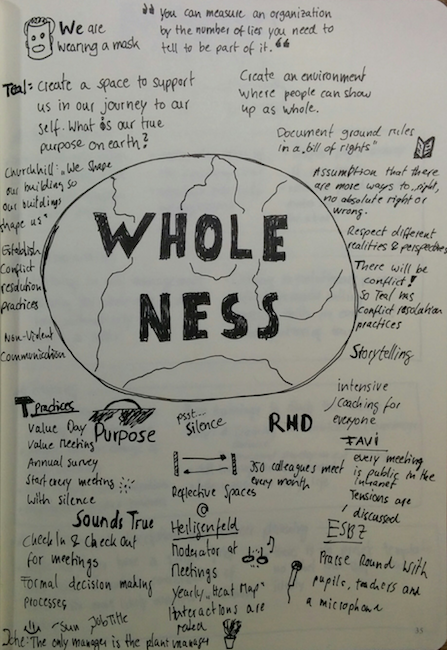 We are
wearing a mask
"You can measure an organization
by the number of lies you need to
tell to be part of it."
Teal: Create a space to support
us in our journey to our
self. What is our true
purpose on earth?
Create an environment
where people can show
up as whole.
Document ground rules
in a "bill of rights"
Churchhill: "We shape
our building so
our buildings
shape us"
Establish
Conflict
resolution
practices
Non-Violent
Communication
WHOLE
NESS
Assumption that there
are more ways to "right,
no absolute right or
wrong.
Respect different
realities & perspectives
There will be
conflict!
So Teal has
conflict resolution
practices
Storytelling
intensive
Coaching for
everyone
Practices
Value Day
Value Meeting
Annual survey
Start every meeting
with silence
Purpose
psst...
Silence
RHD
350 colleagues meet
every month
Reflective Spaces
@
Heiligenfeld
Moderator at
Meetings
Yearly "Heat Map"
Interactions are
FAVI
every meeting
is public in the
intranet
Tensions are
discussed
ESBZ
Praise Round with
pupils, teachers and
a microphone
Sounds True
Check In & Check Out
for meetings
Formal decision making
processes
Sun Job Title
The only manager is the plant manager